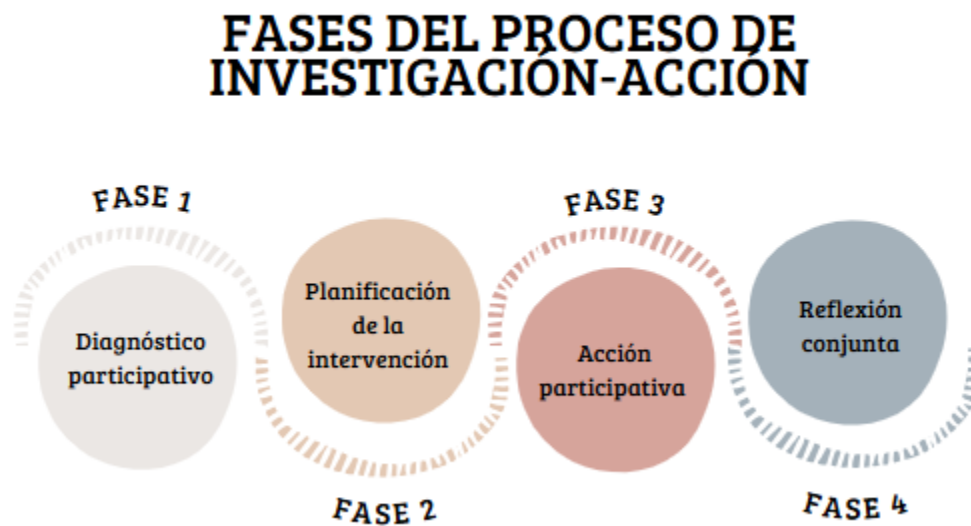 FASES DEL PROCESO DE
INVESTIGACIÓN-ACCIÓN
FASE 1
Diagnóstico
participativo
FASE 2
Planificación
de la
intervención
FASE 3
Acción
participativa
FASE 4
Reflexión
conjunta